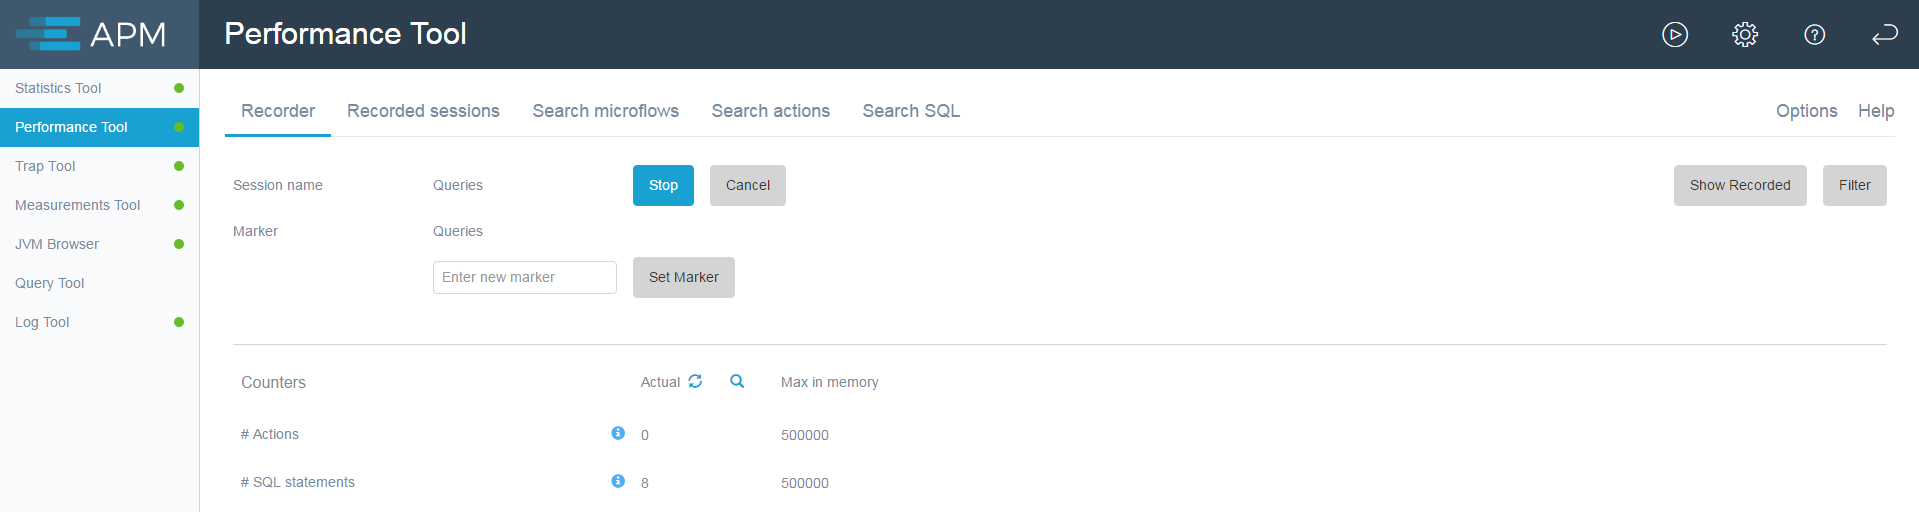 APM
Performance Tool
Statistics Tool
Performance Tool
Trap Tool
Measurements Tool
JVM Browser
Query Tool
Log Tool
Recorder Recorded sessions Search microflows Search actions Search SQL Options Help
Session name Queries Stop Cancel Show Recorded Filter
Marker Queries
Enter new marker Set Marker
Counters Actual Max in memory
# Actions 0 500000
# SQL statements 8 500000